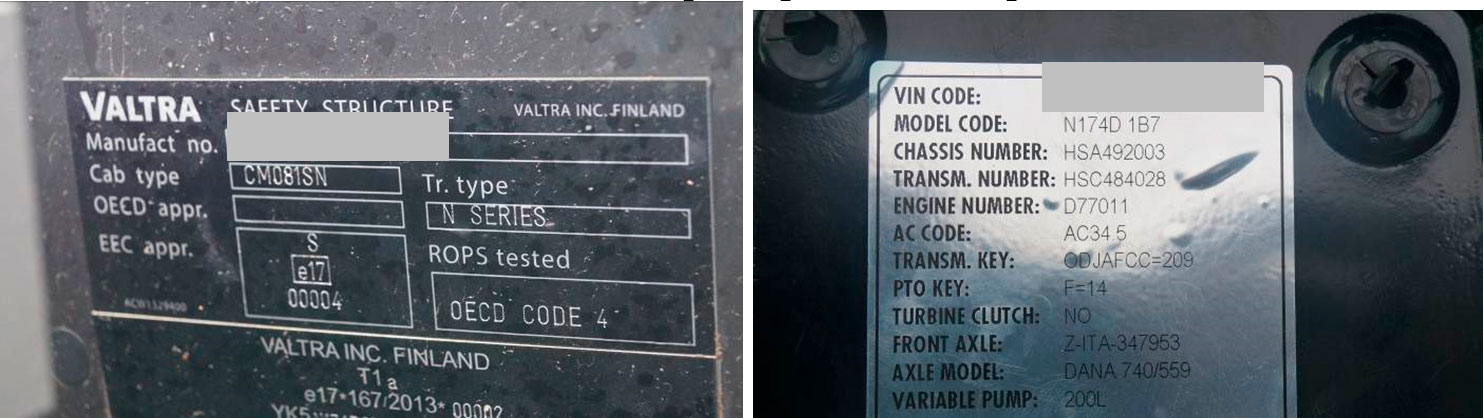 VALTRA SAFETY STRUCTURE VALTRA INC. FINLAND
Manufact no.
Cab type CM081SN Tr. type
OECD appr. N SERIES
EEC appr. S ROPS tested
e17
00004 OECD CODE 4
VALTRA INC. FINLAND
T1a
e17*167/2013*
VIN CODE:
MODEL CODE: N174D 1B7
CHASSIS NUMBER: HSA492003
TRANSM. NUMBER: HSC484028
ENGINE NUMBER: D77011
AC CODE: AC34 5
TRANSM. KEY: ODJAFCC=209
PTO KEY: F=14
TURBINE CLUTCH: NO
FRONT AXLE: Z-ITA-347953
AXLE MODEL: DANA 740/559
VARIABLE PUMP: 200L